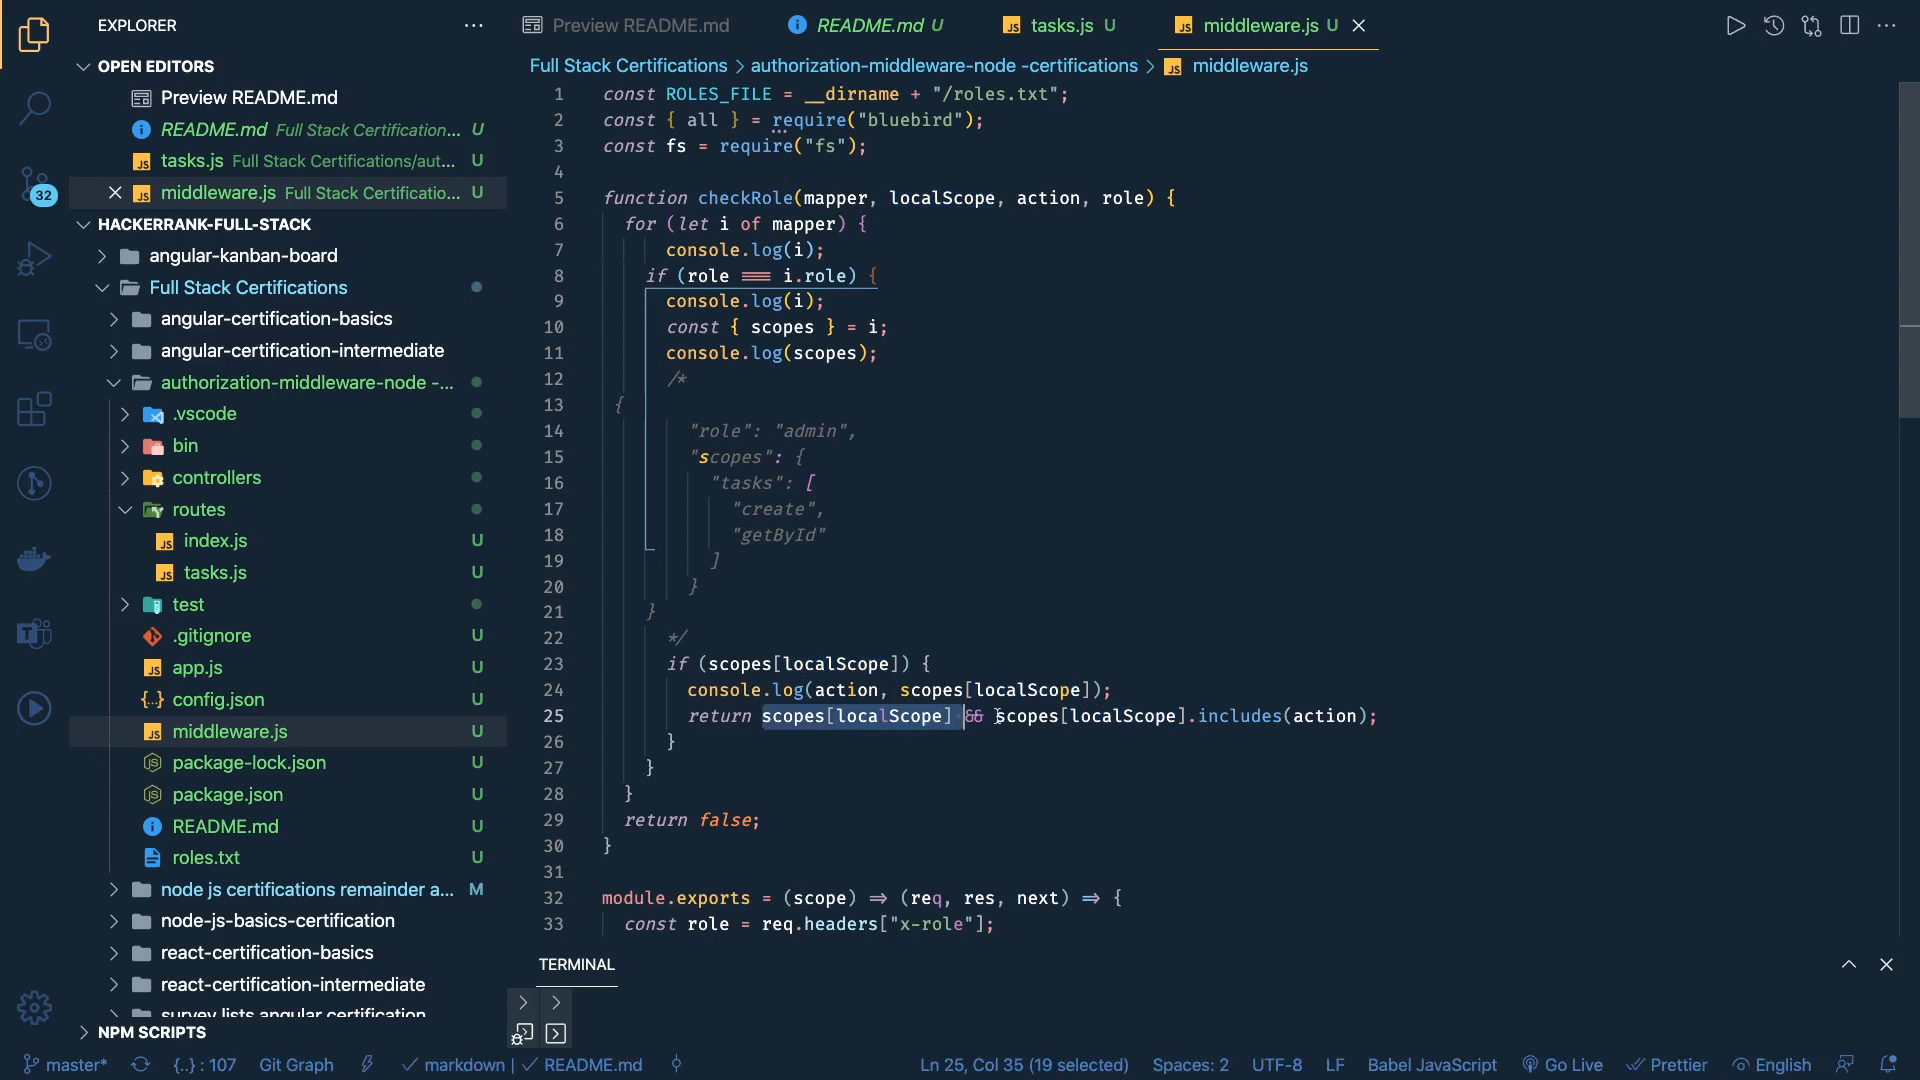 EXPLORER
OPEN EDITORS
Preview README.md
README.md Full Stack Certification... U
tasks.js Full Stack Certifications/aut... U
middleware.js Full Stack Certificatio... U
HACKERRANK-FULL-STACK
angular-kanban-board
Full Stack Certifications
angular-certification-basics
angular-certification-intermediate
authorization-middleware-node -...
.vscode
bin
controllers
routes
index.js U
tasks.js U
test
.gitignore U
app.js U
config.json U
middleware.js U
package-lock.json U
package.json U
README.md U
roles.txt U
node js certifications remainder a... M
node-js-basics-certification
react-certification-basics
react-certification-intermediate
survey lists angular certification
NPM SCRIPTS
32
Preview README.md
README.md U
tasks.js U
middleware.js U
Full Stack Certifications > authorization-middleware-node -certifications > middleware.js
1 const ROLES_FILE = __dirname + "/roles.txt";
2 const { all } = require("bluebird");
3 const fs = require("fs");
4
5 function checkRole(mapper, localScope, action, role) {
6 for (let i of mapper) {
7 console.log(i);
8 if (role === i.role) {
9 console.log(i);
10 const { scopes } = i;
11 console.log(scopes);
12 /*
13 {
14 "role": "admin",
15 "scopes": {
16 "tasks": [
17 "create",
18 "getById"
19 ]
20 }
21 }
22 */
23 if (scopes[localScope]) {
24 console.log(action, scopes[localScope]);
25 return scopes[localScope] && scopes[localScope].includes(action);
26 }
27 }
28 }
29 return false;
30 }
31
32 module.exports = (scope) => (req, res, next) => {
33 const role = req.headers["x-role"];
TERMINAL
master* {..} : 107 Git Graph markdown | README.md Ln 25, Col 35 (19 selected) Spaces: 2 UTF-8 LF Babel JavaScript Go Live Prettier English